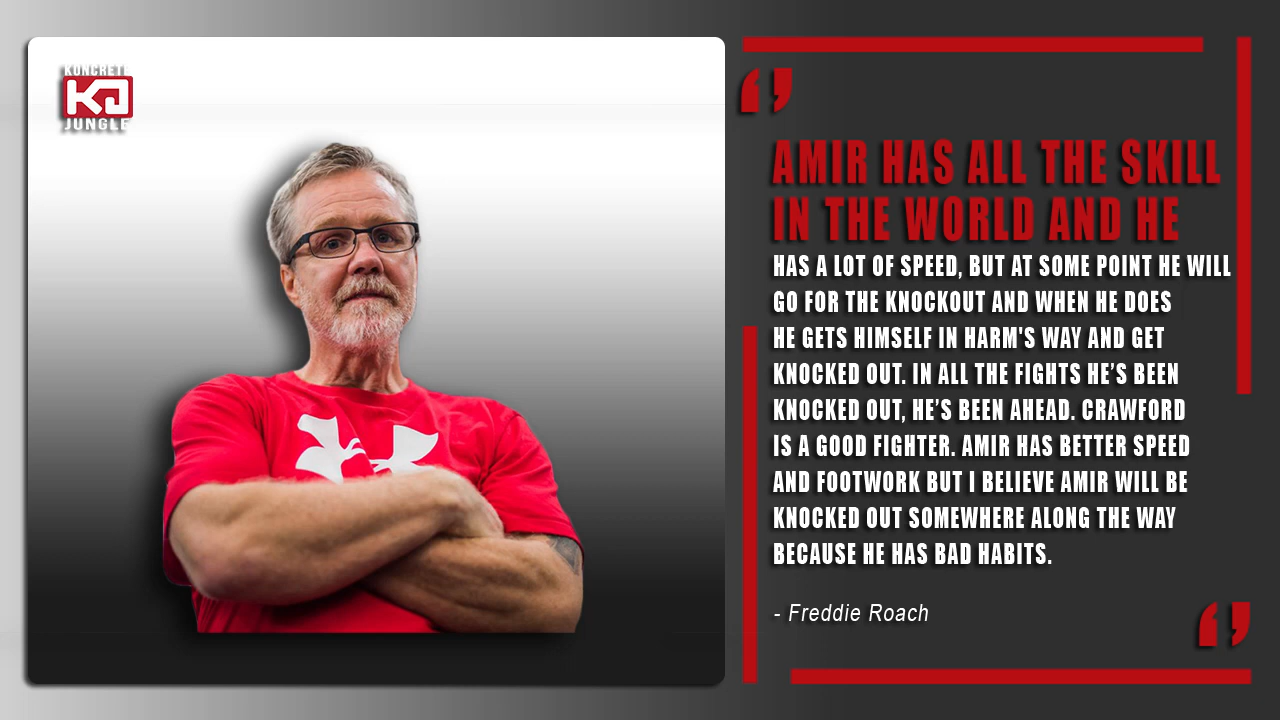 KONCRETE
KJ
JUNGLE
AMIR HAS ALL THE SKILL
IN THE WORLD AND HE
HAS A LOT OF SPEED, BUT AT SOME POINT HE WILL
GO FOR THE KNOCKOUT AND WHEN HE DOES
HE GETS HIMSELF IN HARM'S WAY AND GET
KNOCKED OUT. IN ALL THE FIGHTS HE’S BEEN
KNOCKED OUT, HE’S BEEN AHEAD. CRAWFORD
IS A GOOD FIGHTER. AMIR HAS BETTER SPEED
AND FOOTWORK BUT I BELIEVE AMIR WILL BE
KNOCKED OUT SOMEWHERE ALONG THE WAY
BECAUSE HE HAS BAD HABITS.
- Freddie Roach